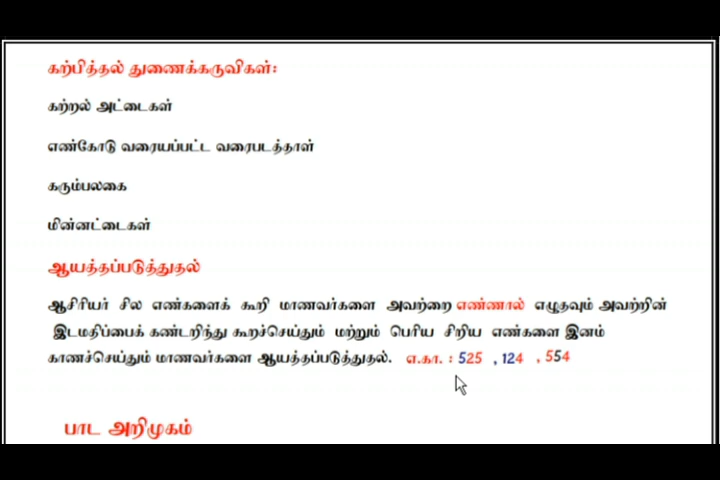 கற்பித்தல் துணைக்கருவிகள்:
கற்றல் அட்டைகள்
எண்கோடு வரையப்பட்ட வரைபடத்தாள்
கரும்பலகை
மின்னட்டைகள்
ஆயத்தப்படுத்துதல்
ஆசிரியர் சில எண்களைக் கூறி மாணவர்களை அவற்றை எண்ணால் எழுதவும் அவற்றின்
இடமதிப்பைக் கண்டறிந்து கூறச்செய்தும் மற்றும் பெரிய சிறிய எண்களை இனம்
காணச்செய்தும் மாணவர்களை ஆயத்தப்படுத்துதல். எ.கா. : 525 , 124 , 554
பாட அறிமுகம்